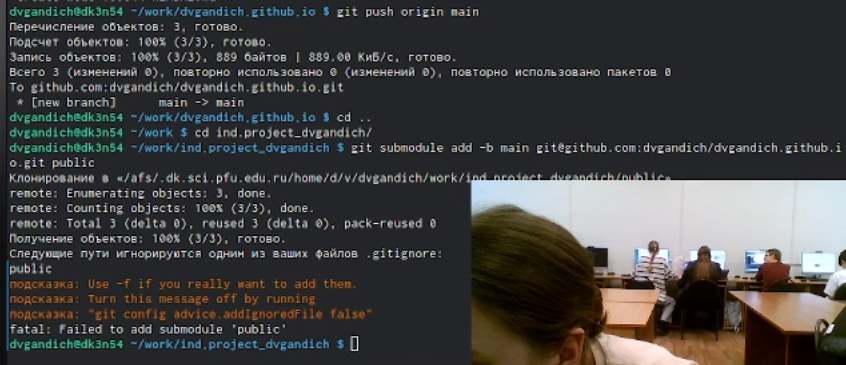 dvgandich@dk3n54 ~/work/dvgandich.github.io $ git push origin main
Перечисление объектов: 3, готово.
Подсчет объектов: 100% (3/3), готово.
Запись объектов: 100% (3/3), 889 байтов | 889.00 КиБ/с, готово.
Всего 3 (изменений 0), повторно использовано 0 (изменений 0), повторно использовано пакетов 0
To github.com:dvgandich/dvgandich.github.io.git
* [new branch] main -> main
dvgandich@dk3n54 ~/work/dvgandich.github.io $ cd ..
dvgandich@dk3n54 ~/work $ cd ind.project_dvgandich/
dvgandich@dk3n54 ~/work/ind.project_dvgandich $ git submodule add -b main git@github.com:dvgandich/dvgandich.github.i
o.git public
Клонирование в «/afs/.dk.sci.pfu.edu.ru/home/d/v/dvgandich/work/ind.project_dvgandich/public»
remote: Enumerating objects: 3, done.
remote: Counting objects: 100% (3/3), done.
remote: Total 3 (delta 0), reused 3 (delta 0), pack-reused 0
Получение объектов: 100% (3/3), готово.
Следующие пути игнорируются одним из ваших файлов .gitignore:
public
подсказка: Use -f if you really want to add them.
подсказка: Turn this message off by running
подсказка: "git config advice.addIgnoredFile false"
fatal: Failed to add submodule 'public'
dvgandich@dk3n54 ~/work/ind.project_dvgandich $